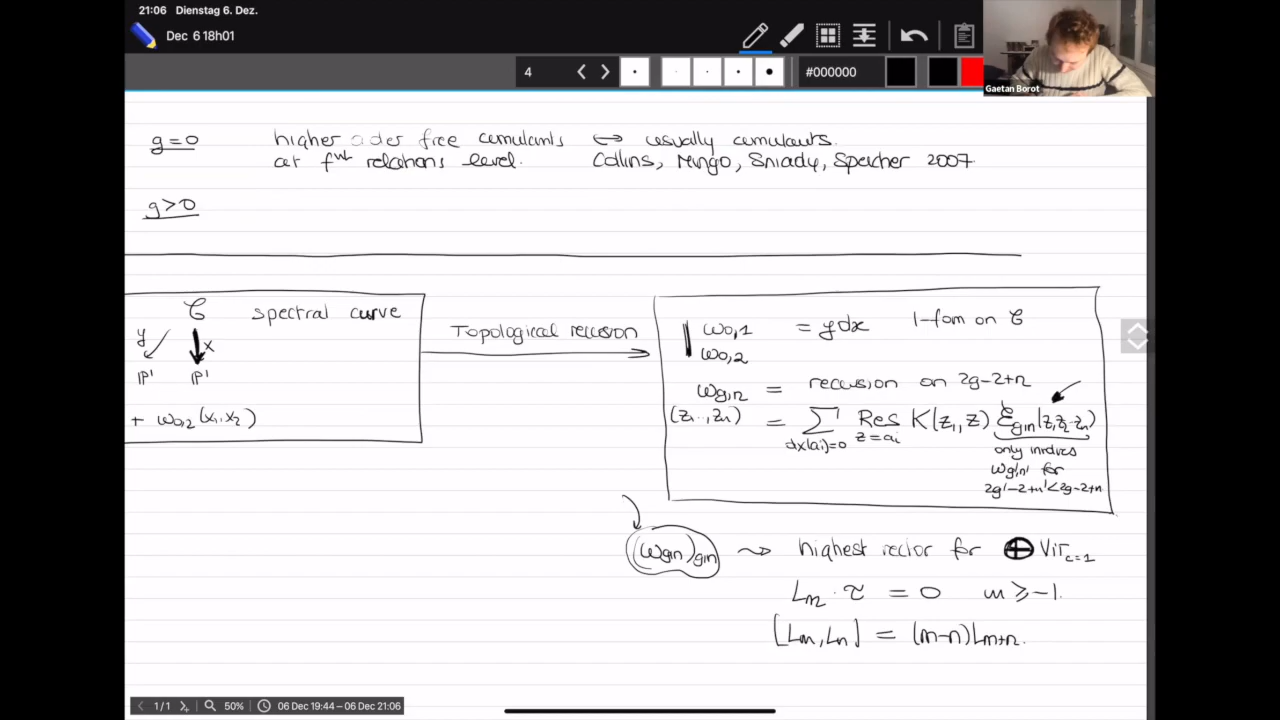 21:06 Dienstag 6. Dez.
Dec 6 18h01
4
#000000
Gaetan Borot
g=0 higher order free cumulants ↔ usually cumulants.
at f^{nal} relations level. Collins, Mingo, Sniady, Speicher 2007
g>0
C spectral curve
y x
P¹ P¹
+ ω0,2(x1,x2)
Topological recursion
ω0,1 = ydx 1-form on C
ω0,2
ωg,n = recursion on 2g-2+n
(z1...,zn) = Σ Res K(z1,z) Eg,n(z,z2..zn)
dx(ai)=0 z=ai
only involves
ωg'n' for
2g'-2+n'<2g-2+n
(ωg,n)g,n ⤳ highest vector for ⊕ Vir c=1
Lm · τ = 0 m ≥ -1.
[Lm, Ln] = (m-n)Lm+n.
1/1 50% 06 Dec 19:44 – 06 Dec 21:06